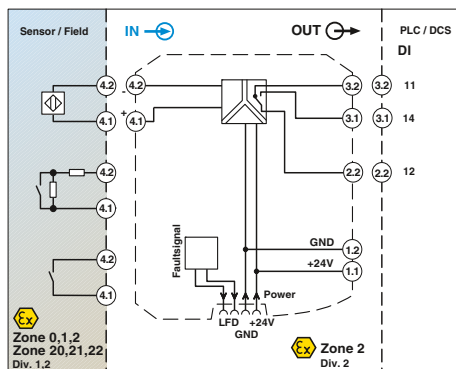 Sensor / Field
IN
OUT
PLC / DCS
DI
4.2
-
4.2
3.2
3.2
11
4.1
+
4.1
3.1
3.1
14
4.2
2.2
2.2
12
4.1
4.2
GND
1.2
Faultsignal
+24V
1.1
4.1
Power
LFD
+24V
GND
Ex
Zone 0,1,2
Zone 20,21,22
Div. 1,2
Ex
Zone 2
Div. 2